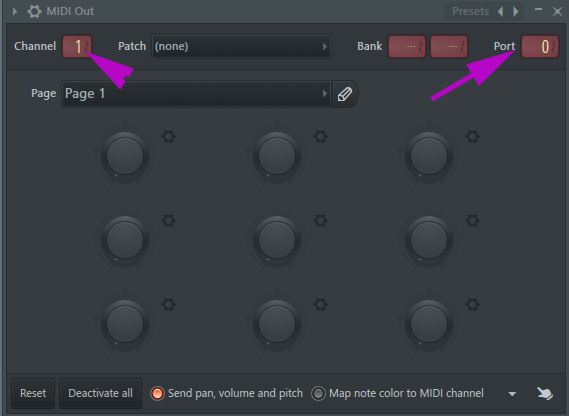 MIDI Out Presets
Channel 1 Patch (none) Bank --- --- Port 0
Page Page 1
Reset Deactivate all Send pan, volume and pitch Map note color to MIDI channel